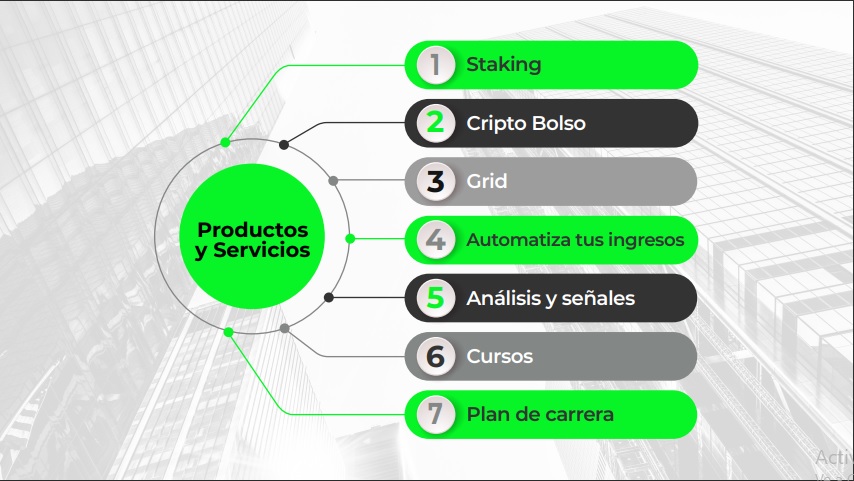 Productos
y Servicios
1 Staking
2 Cripto Bolso
3 Grid
4 Automatiza tus ingresos
5 Análisis y señales
6 Cursos
7 Plan de carrera